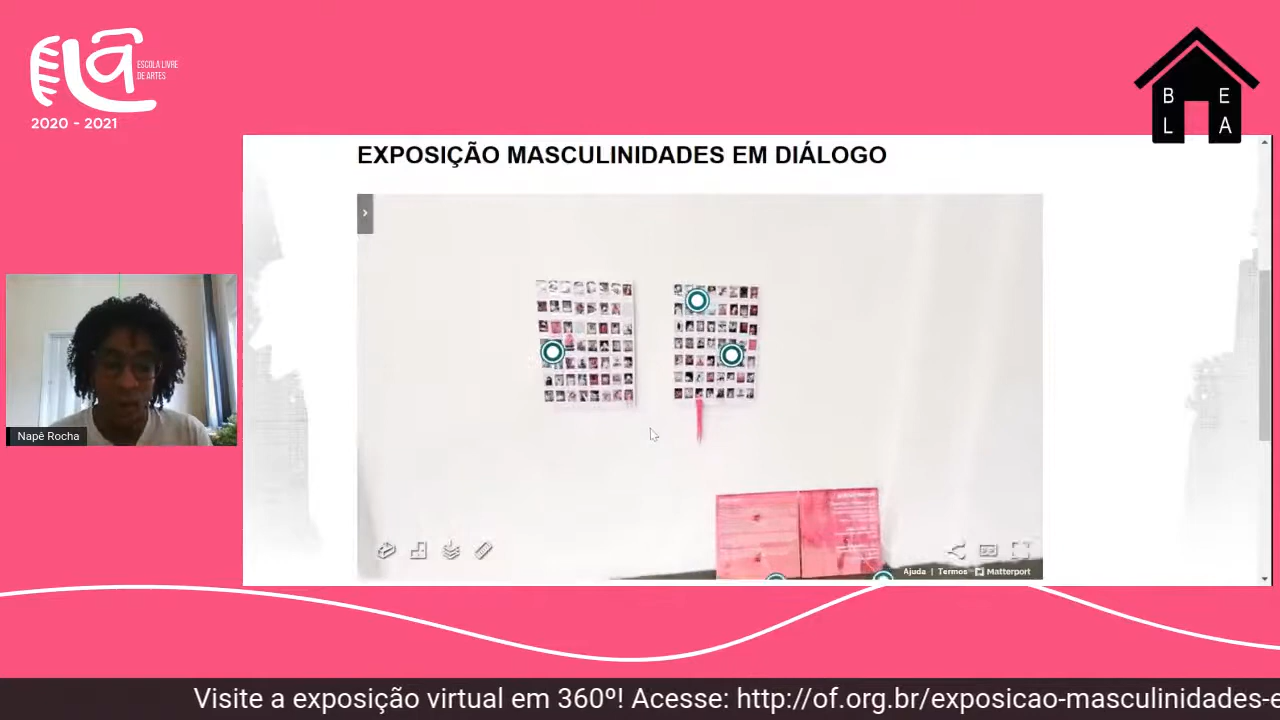 ELÃ
ESCOLA LIVRE
DE ARTES
2020 - 2021
B E
L A
EXPOSIÇÃO MASCULINIDADES EM DIÁLOGO
Napê Rocha
Ajuda | Termos Matterport
Visite a exposição virtual em 360º! Acesse: http://of.org.br/exposicao-masculinidades-e